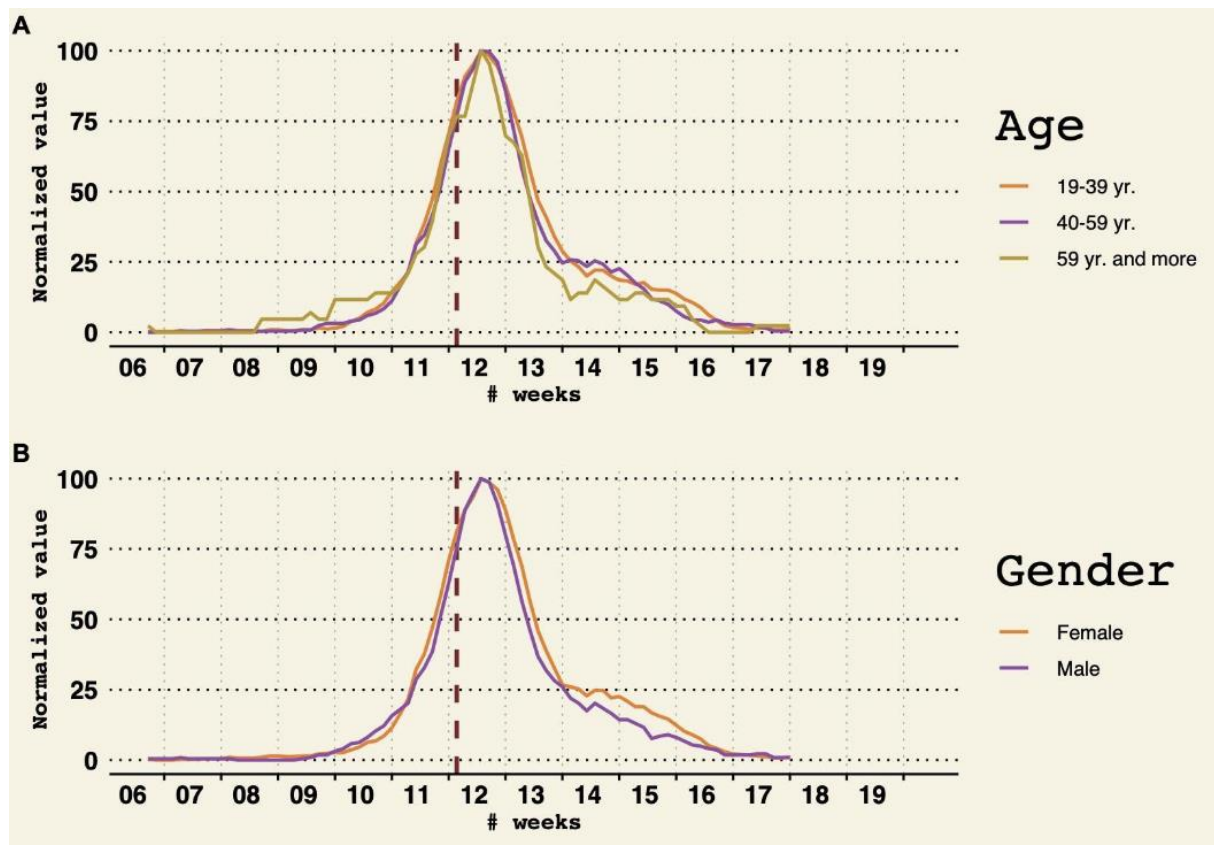 A
Normalized value
100
75
50
25
0
06 07 08 09 10 11 12 13 14 15 16 17 18 19
# weeks
Age
19-39 yr.
40-59 yr.
59 yr. and more
B
Normalized value
100
75
50
25
0
06 07 08 09 10 11 12 13 14 15 16 17 18 19
# weeks
Gender
Female
Male